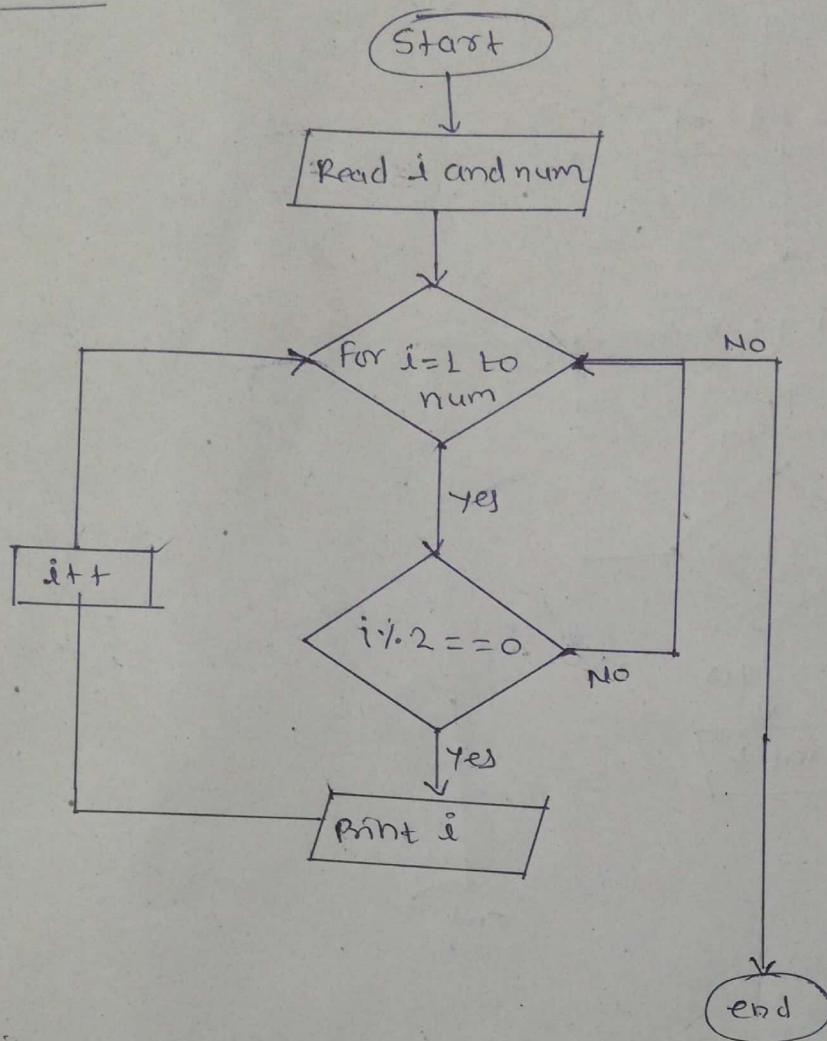 Start
Read i and num
For i=1 to
num
No
yes
i++
i%2==0
No
Yes
Print i
end